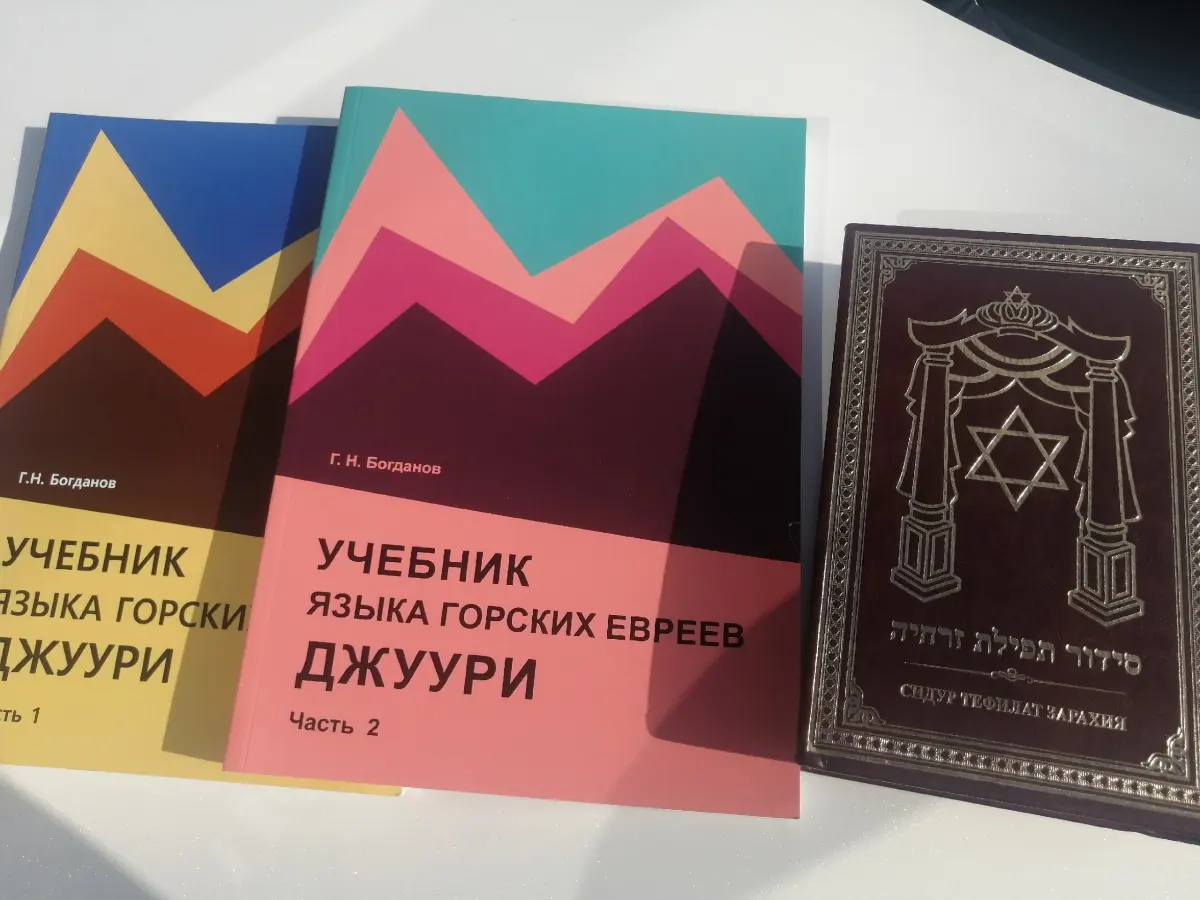 Г.Н. Богданов
УЧЕБНИК
ЯЗЫКА ГОРСКИ
ДЖУУРИ
сть 1
Г. Н. Богданов
УЧЕБНИК
ЯЗЫКА ГОРСКИХ ЕВРЕЕВ
ДЖУУРИ
Часть 2
סידור תפילת זרחיה
СИДУР ТЕФИЛАТ ЗАРАХИЯ